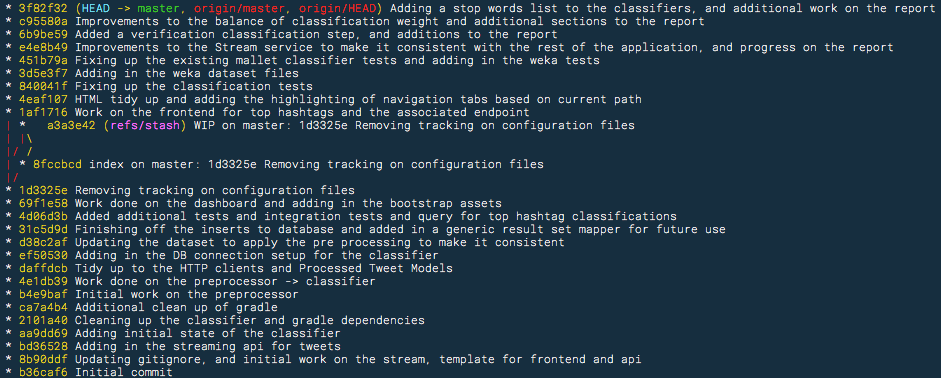 * 3f82f32 (HEAD -> master, origin/master, origin/HEAD) Adding a stop words list to the classifiers, and additional work on the report
* c95580a Improvements to the balance of classification weight and additional sections to the report
* 6b9be59 Added a verification classification step, and additions to the report
* e4e8b49 Improvements to the Stream service to make it consistent with the rest of the application, and progress on the report
* 451b79a Fixing up the existing mallet classifier tests and adding in the weka tests
* 3d5e3f7 Adding in the weka dataset files
* 840041f Fixing up the classification tests
* 4eaf107 HTML tidy up and adding the highlighting of navigation tabs based on current path
* 1af1716 Work on the frontend for top hashtags and the associated endpoint
| *   a3a3e42 (refs/stash) WIP on master: 1d3325e Removing tracking on configuration files
| |\
|/ /
| * 8fccbcd index on master: 1d3325e Removing tracking on configuration files
|/
* 1d3325e Removing tracking on configuration files
* 69f1e58 Work done on the dashboard and adding in the bootstrap assets
* 4d06d3b Added additional tests and integration tests and query for top hashtag classifications
* 31c5d9d Finishing off the inserts to database and added in a generic result set mapper for future use
* d38c2af Updating the dataset to apply the pre processing to make it consistent
* ef50530 Adding in the DB connection setup for the classifier
* daffdcb Tidy up to the HTTP clients and Processed Tweet Models
* 4e1db39 Work done on the preprocessor -> classifier
* b4e9baf Initial work on the preprocessor
* ca7a4b4 Additional clean up of gradle
* 2101a40 Cleaning up the classifier and gradle dependencies
* aa9dd69 Adding initial state of the classifier
* bd36528 Adding in the streaming api for tweets
* 8b90ddf Updating gitignore, and initial work on the stream, template for frontend and api
* b36caf6 Initial commit